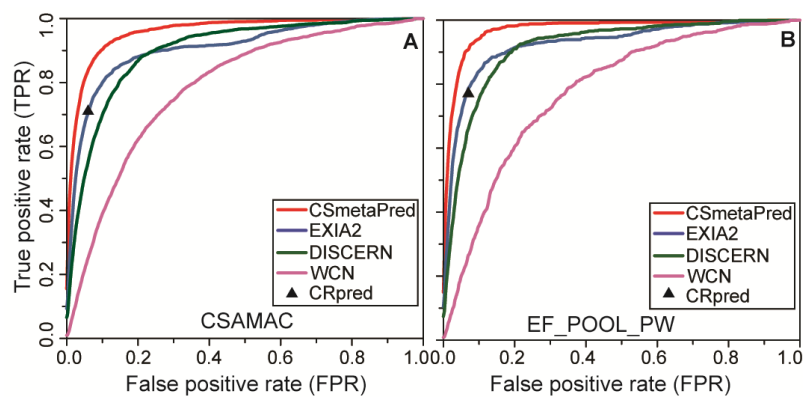 A
True positive rate (TPR)
1.0
0.8
0.6
0.4
0.2
0.0
CSmetaPred
EXIA2
DISCERN
WCN
CRpred
CSAMAC
0.0 0.2 0.4 0.6 0.8 1.0
False positive rate (FPR)
B
CSmetaPred
EXIA2
DISCERN
WCN
CRpred
EF_POOL_PW
0.0 0.2 0.4 0.6 0.8 1.0
False positive rate (FPR)